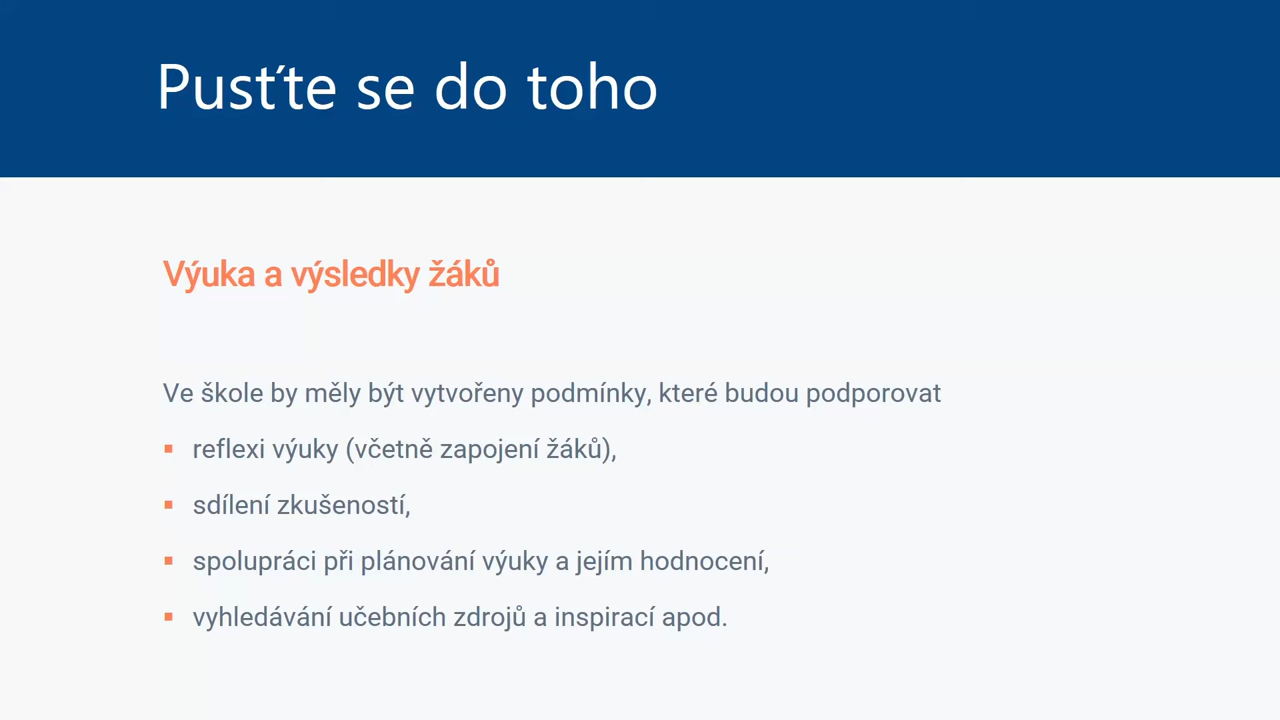 Pusťte se do toho
Výuka a výsledky žáků
Ve škole by měly být vytvořeny podmínky, které budou podporovat
▪ reflexi výuky (včetně zapojení žáků),
▪ sdílení zkušeností,
▪ spolupráci při plánování výuky a jejím hodnocení,
▪ vyhledávání učebních zdrojů a inspirací apod.